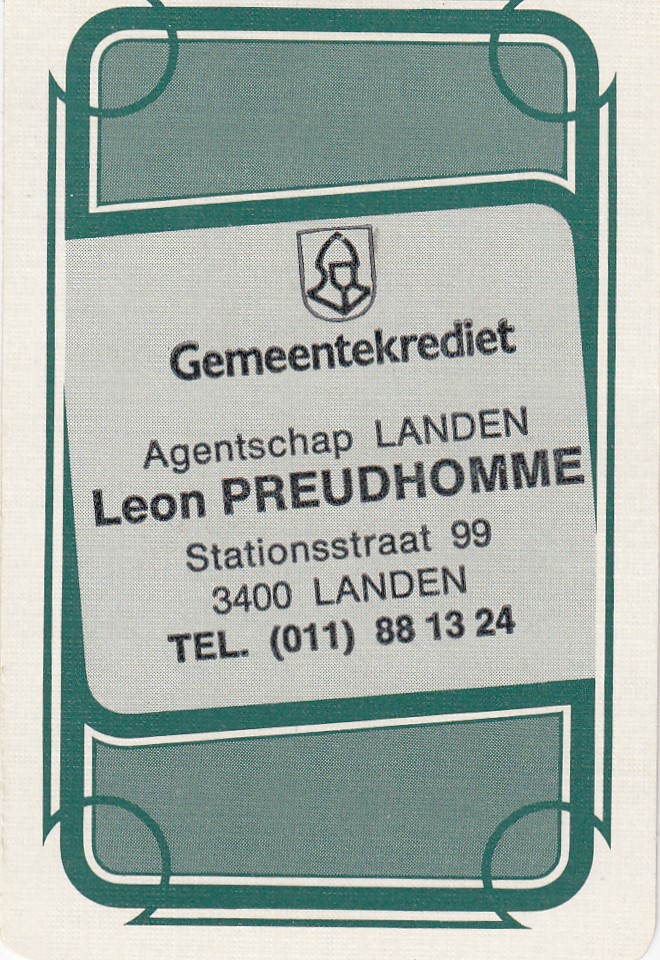 Gemeentekrediet
Agentschap LANDEN
Leon PREUDHOMME
Stationsstraat 99
3400 LANDEN
TEL. (011) 88 13 24